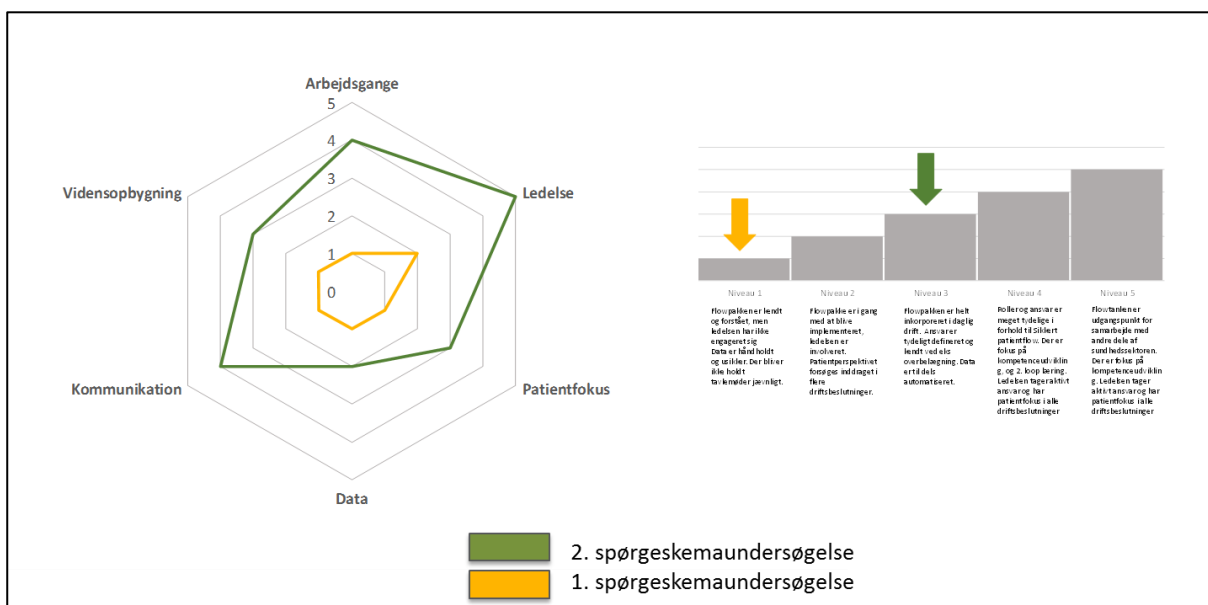 Arbejdsgange
5
4
3
2
1
0
Ledelse
Patientfokus
Data
Kommunikation
Vidensopbygning
Niveau 1
Flowpakken er kendt
og forstået, men
ledelsen har ikke
engageret sig
Data er håndholdt
og usikker. Der bliver
ikke holdt
tavlemøder jævnligt.
Niveau 2
Flowpakke er i gang
med at blive
implementeret,
ledelsen er
involveret.
Patientperspektivet
forsøges inddraget i
flere
driftsbeslutninger.
Niveau 3
Flowpakken er helt
inkorporeret i daglig
drift. Ansvar er
tydeligt defineret og
kendt ved eks
overbelægning. Data
er til dels
automatiseret.
Niveau 4
Roller og ansvar er
meget tydelige i
forhold til Sikkert
patientflow. Der er
fokus på
kompetenceudviklin
g, og 2. loop læring.
Ledelsen tager aktivt
ansvar og har
patientfokus i alle
driftsbeslutninger
Niveau 5
Flowtanken er
udgangspunkt for
samarbejde med
andre dele af
sundhedssektoren.
Der er fokus på
kompetenceudviklin
g. Ledelsen tager
aktivt ansvar og har
patientfokus i alle
driftsbeslutninger
2. spørgeskemaundersøgelse
1. spørgeskemaundersøgelse